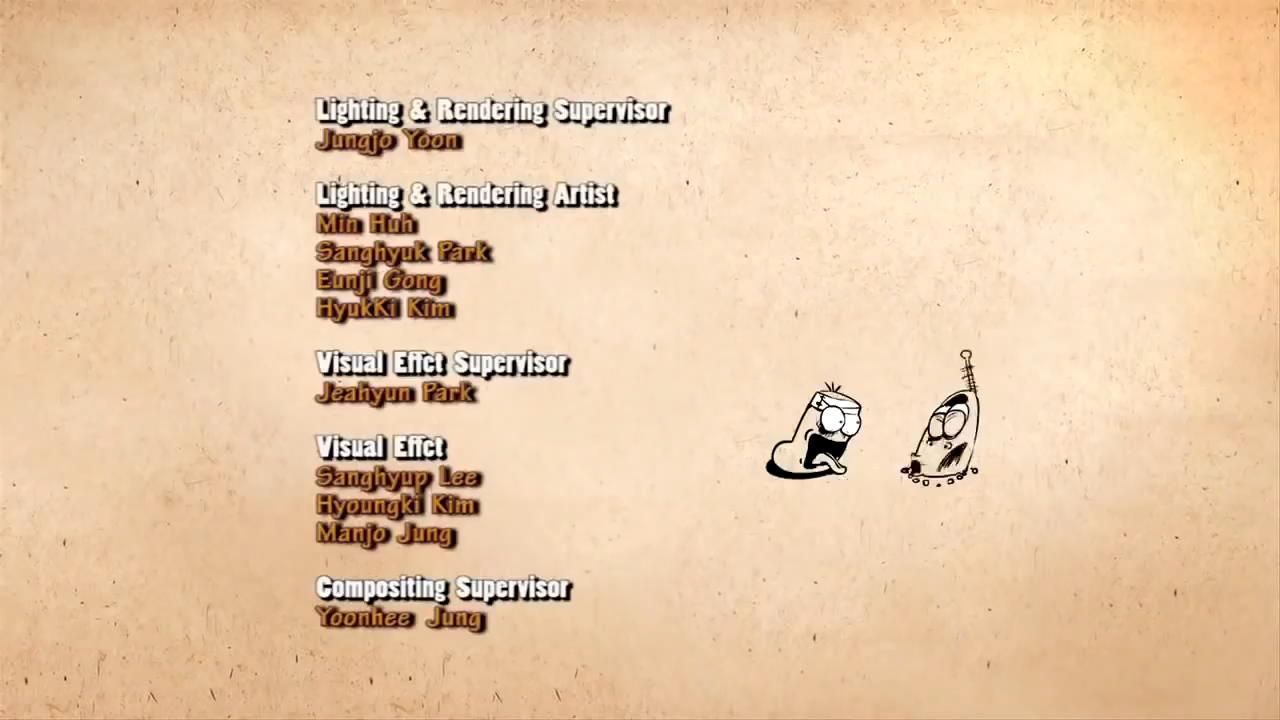 Lighting & Rendering Supervisor
Jungjo Yoon
Lighting & Rendering Artist
Min Huh
Sanghyuk Park
Eunji Gong
HyukKi Kim
Visual Effct Supervisor
Jeahyun Park
Visual Effct
Sanghyup Lee
Hyoungki Kim
Manjo Jung
Compositing Supervisor
Yoonhee Jung